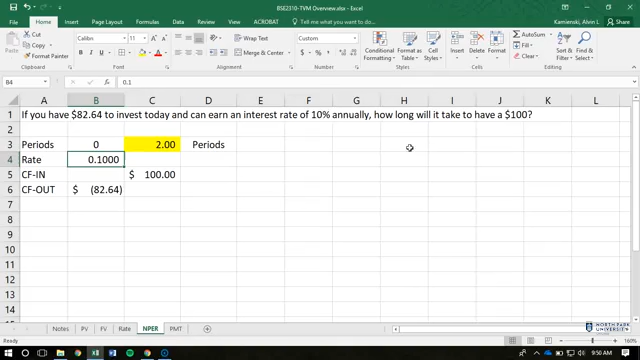 BSE2310-TVM Overview.xlsx - Excel
Kamienski, Alvin L
File Home Insert Page Layout Formulas Data Review View ACROBAT Tell me what you want to do Share
Cut
Copy
Format Painter
Paste
Clipboard
Calibri 11
B I U
Font
Wrap Text
Merge & Center
Alignment
Number
$ % ,
Conditional Formatting
Format as Table
Cell Styles
Styles
Insert Delete Format
Cells
AutoSum
Fill
Clear
Sort & Filter
Find & Select
Editing
B4 fx 0.1
A B C D E F G H I J K L
1 If you have $82.64 to invest today and can earn an interest rate of 10% annually, how long will it take to have a $100?
2
3 Periods 0 2.00 Periods
4 Rate 0.1000
5 CF-IN $ 100.00
6 CF-OUT $ (82.64)
7
8
9
10
11
12
13
14
Notes PV FV Rate NPER PMT
NORTH PARK UNIVERSITY
Ready
160%
9:50 AM